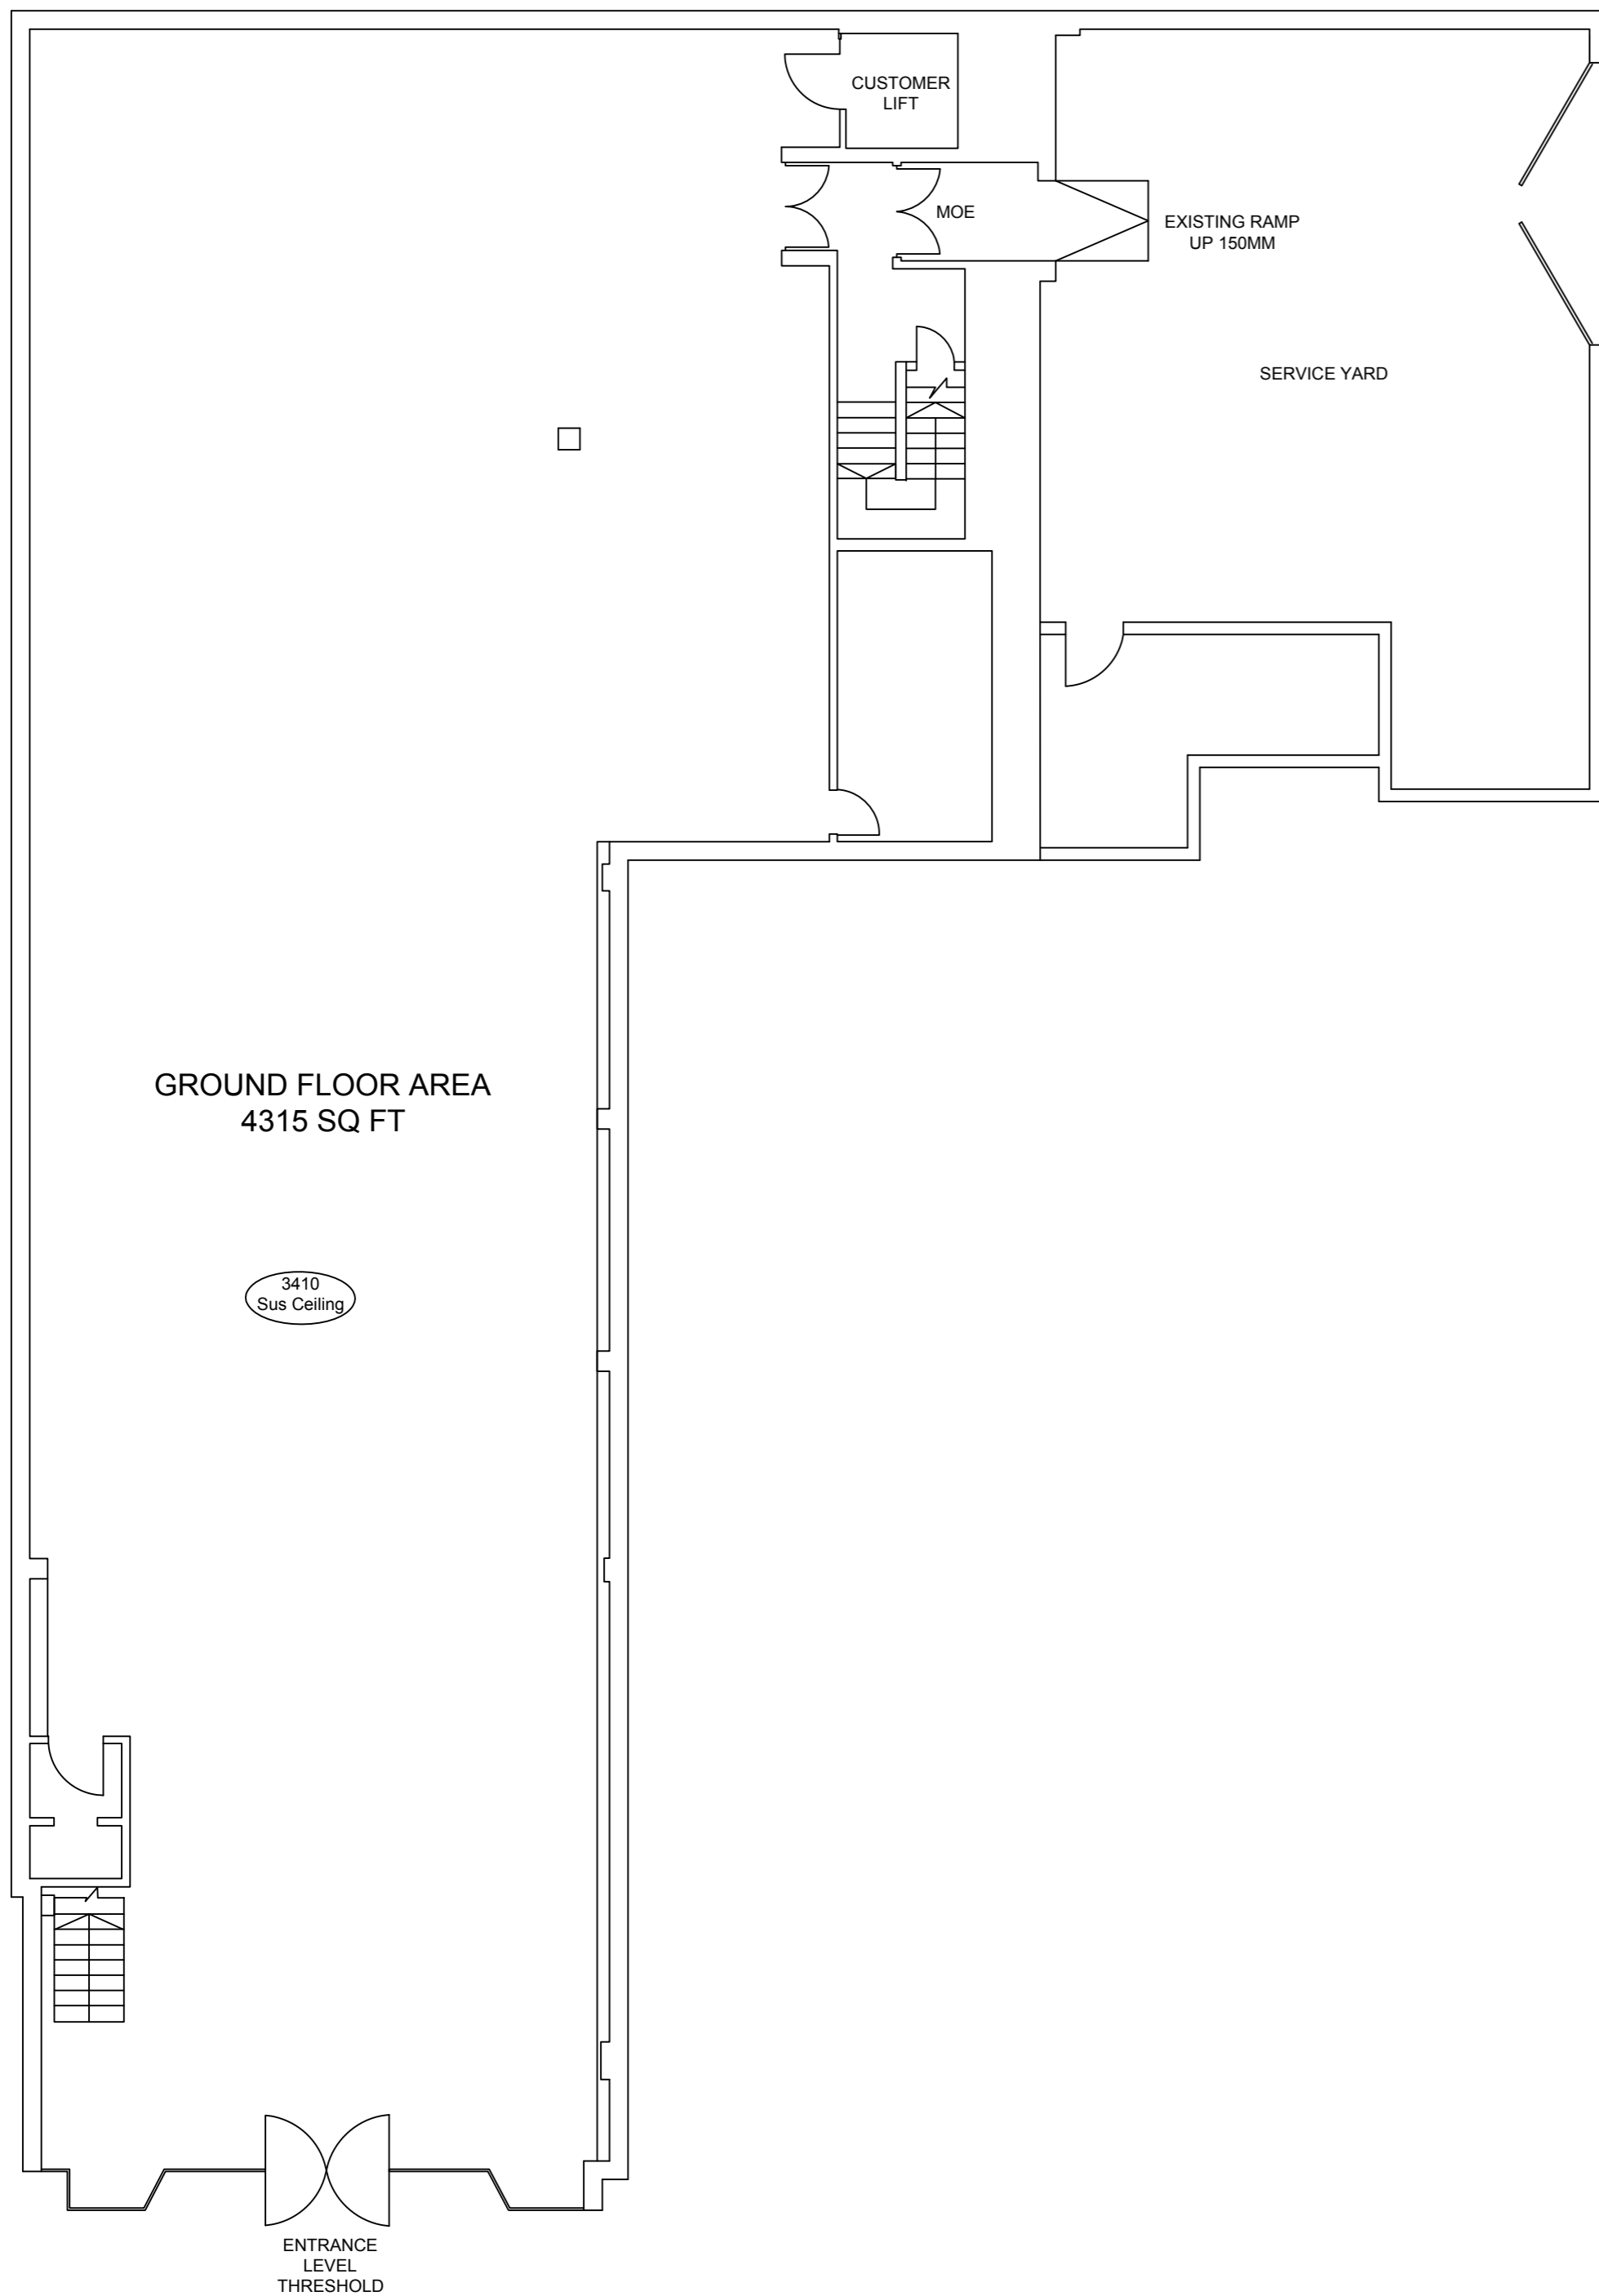 CUSTOMER
LIFT
MOE
EXISTING RAMP
UP 150MM
SERVICE YARD
GROUND FLOOR AREA
4315 SQ FT
3410
Sus Ceiling
ENTRANCE
LEVEL
THRESHOLD